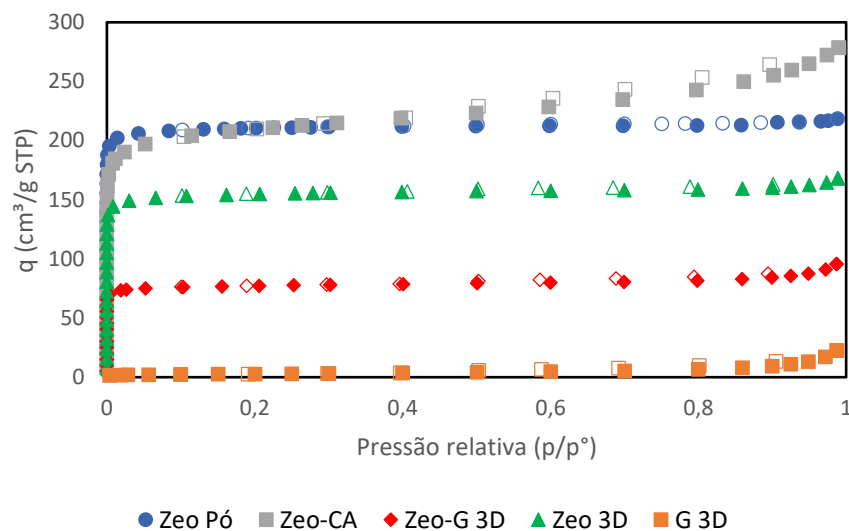 300
250
200
150
100
50
0
q (cm³/g STP)
0 0,2 0,4 0,6 0,8 1
Pressão relativa (p/p°)
Zeo Pó Zeo-CA Zeo-G 3D Zeo 3D G 3D